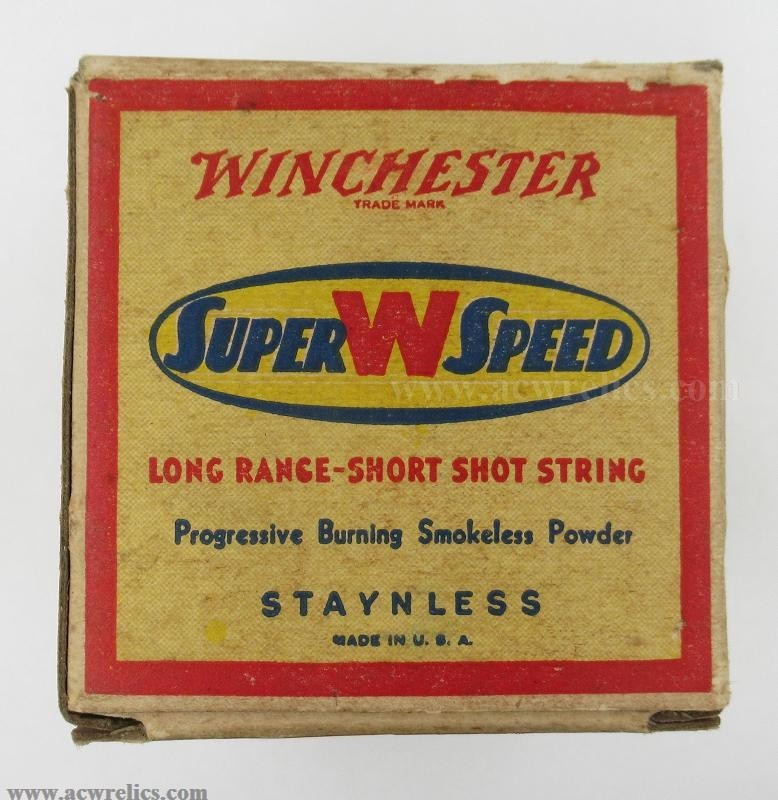 WINCHESTER
TRADE MARK
SUPER W SPEED
www.acwrelics.com
LONG RANGE-SHORT SHOT STRING
Progressive Burning Smokeless Powder
STAYNLESS
MADE IN U. S. A.
www.acwrelics.com